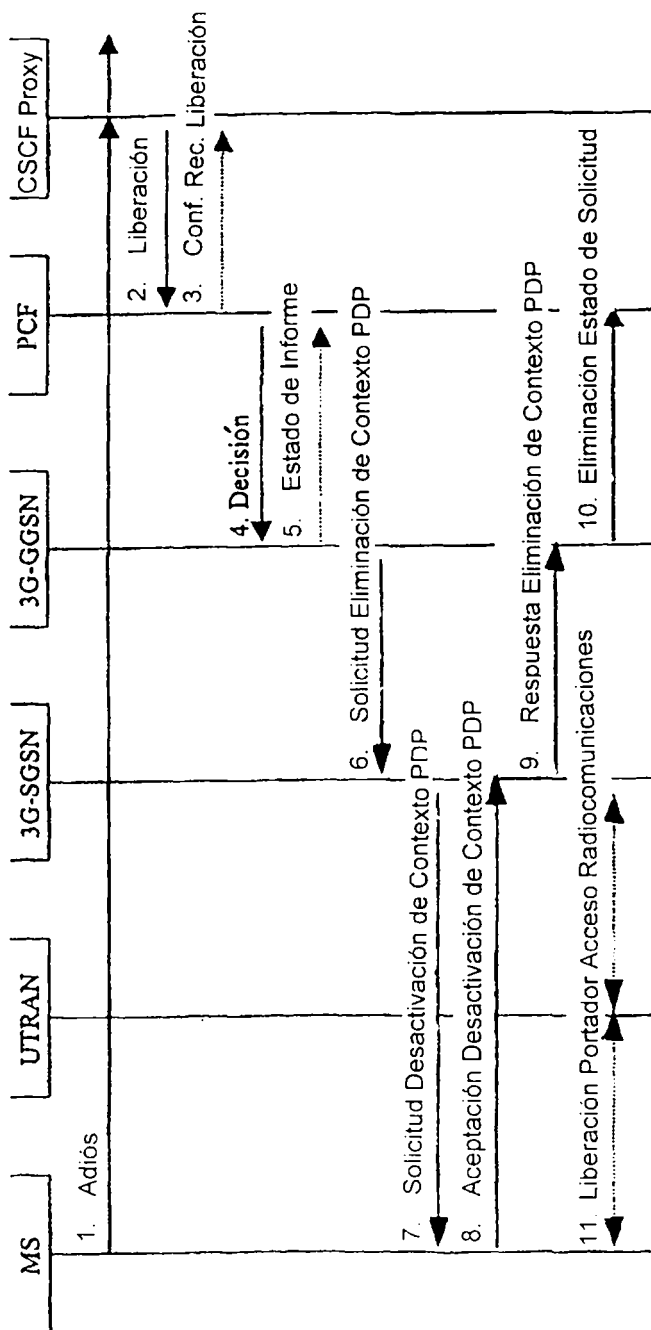 MS
UTRAN
3G-SGSN
3G-GGSN
PCF
CSCF Proxy
1. Adiós
2. Liberación
3. Conf. Rec. Liberación
4. Decisión
5. Estado de Informe
6. Solicitud Eliminación de Contexto PDP
7. Solicitud Desactivación de Contexto PDP
8. Aceptación Desactivación de Contexto PDP
9. Respuesta Eliminación de Contexto PDP
10. Eliminación Estado de Solicitud
11. Liberación Portador Acceso Radiocomunicaciones